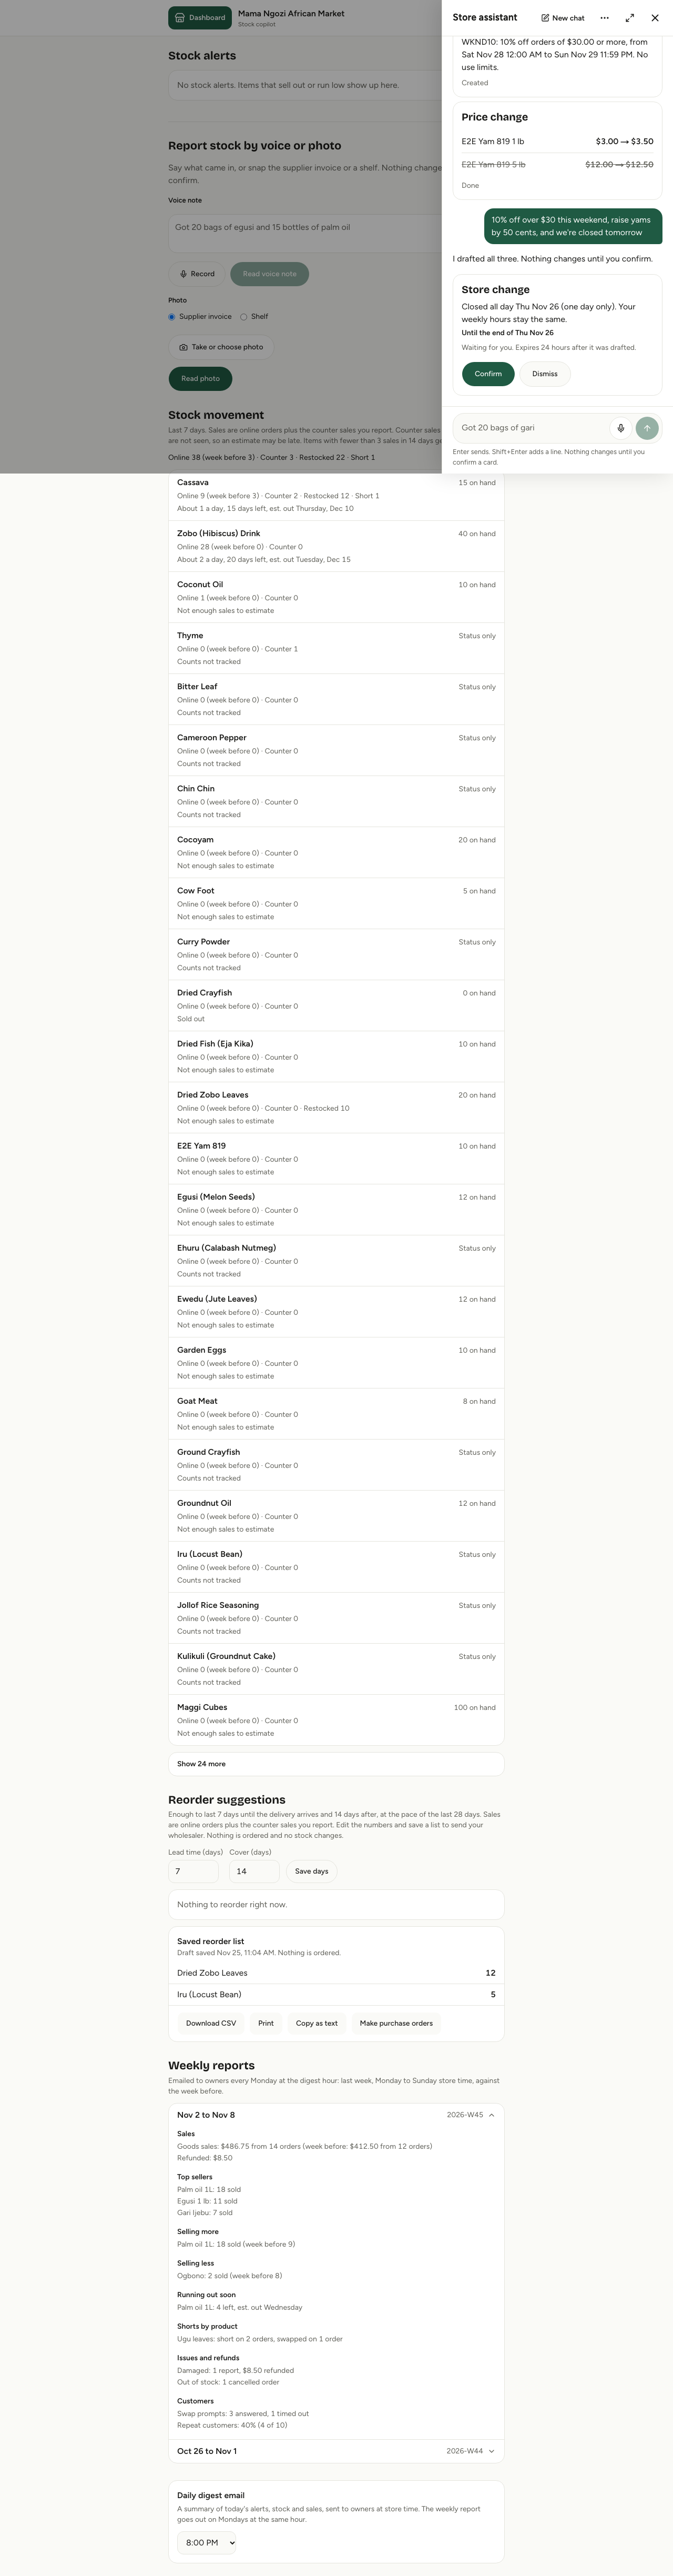 Dashboard
Mama Ngozi African Market
Stock copilot
Stock alerts
No stock alerts. Items that sell out or run low show up here.
Report stock by voice or photo
Say what came in, or snap the supplier invoice or a shelf. Nothing change
confirm.
Voice note
Got 20 bags of egusi and 15 bottles of palm oil
Record
Read voice note
Photo
Supplier invoice
Shelf
Take or choose photo
Read photo
Stock movement
Last 7 days. Sales are online orders plus the counter sales you report. Counter sales
are not seen, so an estimate may be late. Items with fewer than 3 sales in 14 days ge
Online 38 (week before 3) · Counter 3 · Restocked 22 · Short 1
Store assistant
New chat
WKND10: 10% off orders of $30.00 or more, from
Sat Nov 28 12:00 AM to Sun Nov 29 11:59 PM. No
use limits.
Created
Price change
E2E Yam 819 1 lb
$3.00 → $3.50
E2E Yam 819 5 lb
$12.00 → $12.50
Done
10% off over $30 this weekend, raise yams
by 50 cents, and we're closed tomorrow
I drafted all three. Nothing changes until you confirm.
Store change
Closed all day Thu Nov 26 (one day only). Your
weekly hours stay the same.
Until the end of Thu Nov 26
Waiting for you. Expires 24 hours after it was drafted.
Confirm
Dismiss
Got 20 bags of gari
Enter sends. Shift+Enter adds a line. Nothing changes until you
confirm a card.
Cassava
15 on hand
Online 9 (week before 3) · Counter 2 · Restocked 12 · Short 1
About 1 a day, 15 days left, est. out Thursday, Dec 10
Zobo (Hibiscus) Drink
40 on hand
Online 28 (week before 0) · Counter 0
About 2 a day, 20 days left, est. out Tuesday, Dec 15
Coconut Oil
10 on hand
Online 1 (week before 0) · Counter 0
Not enough sales to estimate
Thyme
Status only
Online 0 (week before 0) · Counter 1
Counts not tracked
Bitter Leaf
Status only
Online 0 (week before 0) · Counter 0
Counts not tracked
Cameroon Pepper
Status only
Online 0 (week before 0) · Counter 0
Counts not tracked
Chin Chin
Status only
Online 0 (week before 0) · Counter 0
Counts not tracked
Cocoyam
20 on hand
Online 0 (week before 0) · Counter 0
Not enough sales to estimate
Cow Foot
5 on hand
Online 0 (week before 0) · Counter 0
Not enough sales to estimate
Curry Powder
Status only
Online 0 (week before 0) · Counter 0
Counts not tracked
Dried Crayfish
0 on hand
Online 0 (week before 0) · Counter 0
Sold out
Dried Fish (Eja Kika)
10 on hand
Online 0 (week before 0) · Counter 0
Not enough sales to estimate
Dried Zobo Leaves
20 on hand
Online 0 (week before 0) · Counter 0 · Restocked 10
Not enough sales to estimate
E2E Yam 819
10 on hand
Online 0 (week before 0) · Counter 0
Not enough sales to estimate
Egusi (Melon Seeds)
12 on hand
Online 0 (week before 0) · Counter 0
Not enough sales to estimate
Ehuru (Calabash Nutmeg)
Status only
Online 0 (week before 0) · Counter 0
Counts not tracked
Ewedu (Jute Leaves)
12 on hand
Online 0 (week before 0) · Counter 0
Not enough sales to estimate
Garden Eggs
10 on hand
Online 0 (week before 0) · Counter 0
Not enough sales to estimate
Goat Meat
8 on hand
Online 0 (week before 0) · Counter 0
Not enough sales to estimate
Ground Crayfish
Status only
Online 0 (week before 0) · Counter 0
Counts not tracked
Groundnut Oil
12 on hand
Online 0 (week before 0) · Counter 0
Not enough sales to estimate
Iru (Locust Bean)
Status only
Online 0 (week before 0) · Counter 0
Counts not tracked
Jollof Rice Seasoning
Status only
Online 0 (week before 0) · Counter 0
Counts not tracked
Kulikuli (Groundnut Cake)
Status only
Online 0 (week before 0) · Counter 0
Counts not tracked
Maggi Cubes
100 on hand
Online 0 (week before 0) · Counter 0
Not enough sales to estimate
Show 24 more
Reorder suggestions
Enough to last 7 days until the delivery arrives and 14 days after, at the pace of the last 28 days. Sales
are online orders plus the counter sales you report. Edit the numbers and save a list to send your
wholesaler. Nothing is ordered and no stock changes.
Lead time (days)
Cover (days)
7
14
Save days
Nothing to reorder right now.
Saved reorder list
Draft saved Nov 25, 11:04 AM. Nothing is ordered.
Dried Zobo Leaves
12
Iru (Locust Bean)
5
Download CSV
Print
Copy as text
Make purchase orders
Weekly reports
Emailed to owners every Monday at the digest hour: last week, Monday to Sunday store time, against
the week before.
Nov 2 to Nov 8
2026-W45
Sales
Goods sales: $486.75 from 14 orders (week before: $412.50 from 12 orders)
Refunded: $8.50
Top sellers
Palm oil 1L: 18 sold
Egusi 1 lb: 11 sold
Gari Ijebu: 7 sold
Selling more
Palm oil 1L: 18 sold (week before 9)
Selling less
Ogbono: 2 sold (week before 8)
Running out soon
Palm oil 1L: 4 left, est. out Wednesday
Shorts by product
Ugu leaves: short on 2 orders, swapped on 1 order
Issues and refunds
Damaged: 1 report, $8.50 refunded
Out of stock: 1 cancelled order
Customers
Swap prompts: 3 answered, 1 timed out
Repeat customers: 40% (4 of 10)
Oct 26 to Nov 1
2026-W44
Daily digest email
A summary of today's alerts, stock and sales, sent to owners at store time. The weekly report
goes out on Mondays at the same hour.
8:00 PM